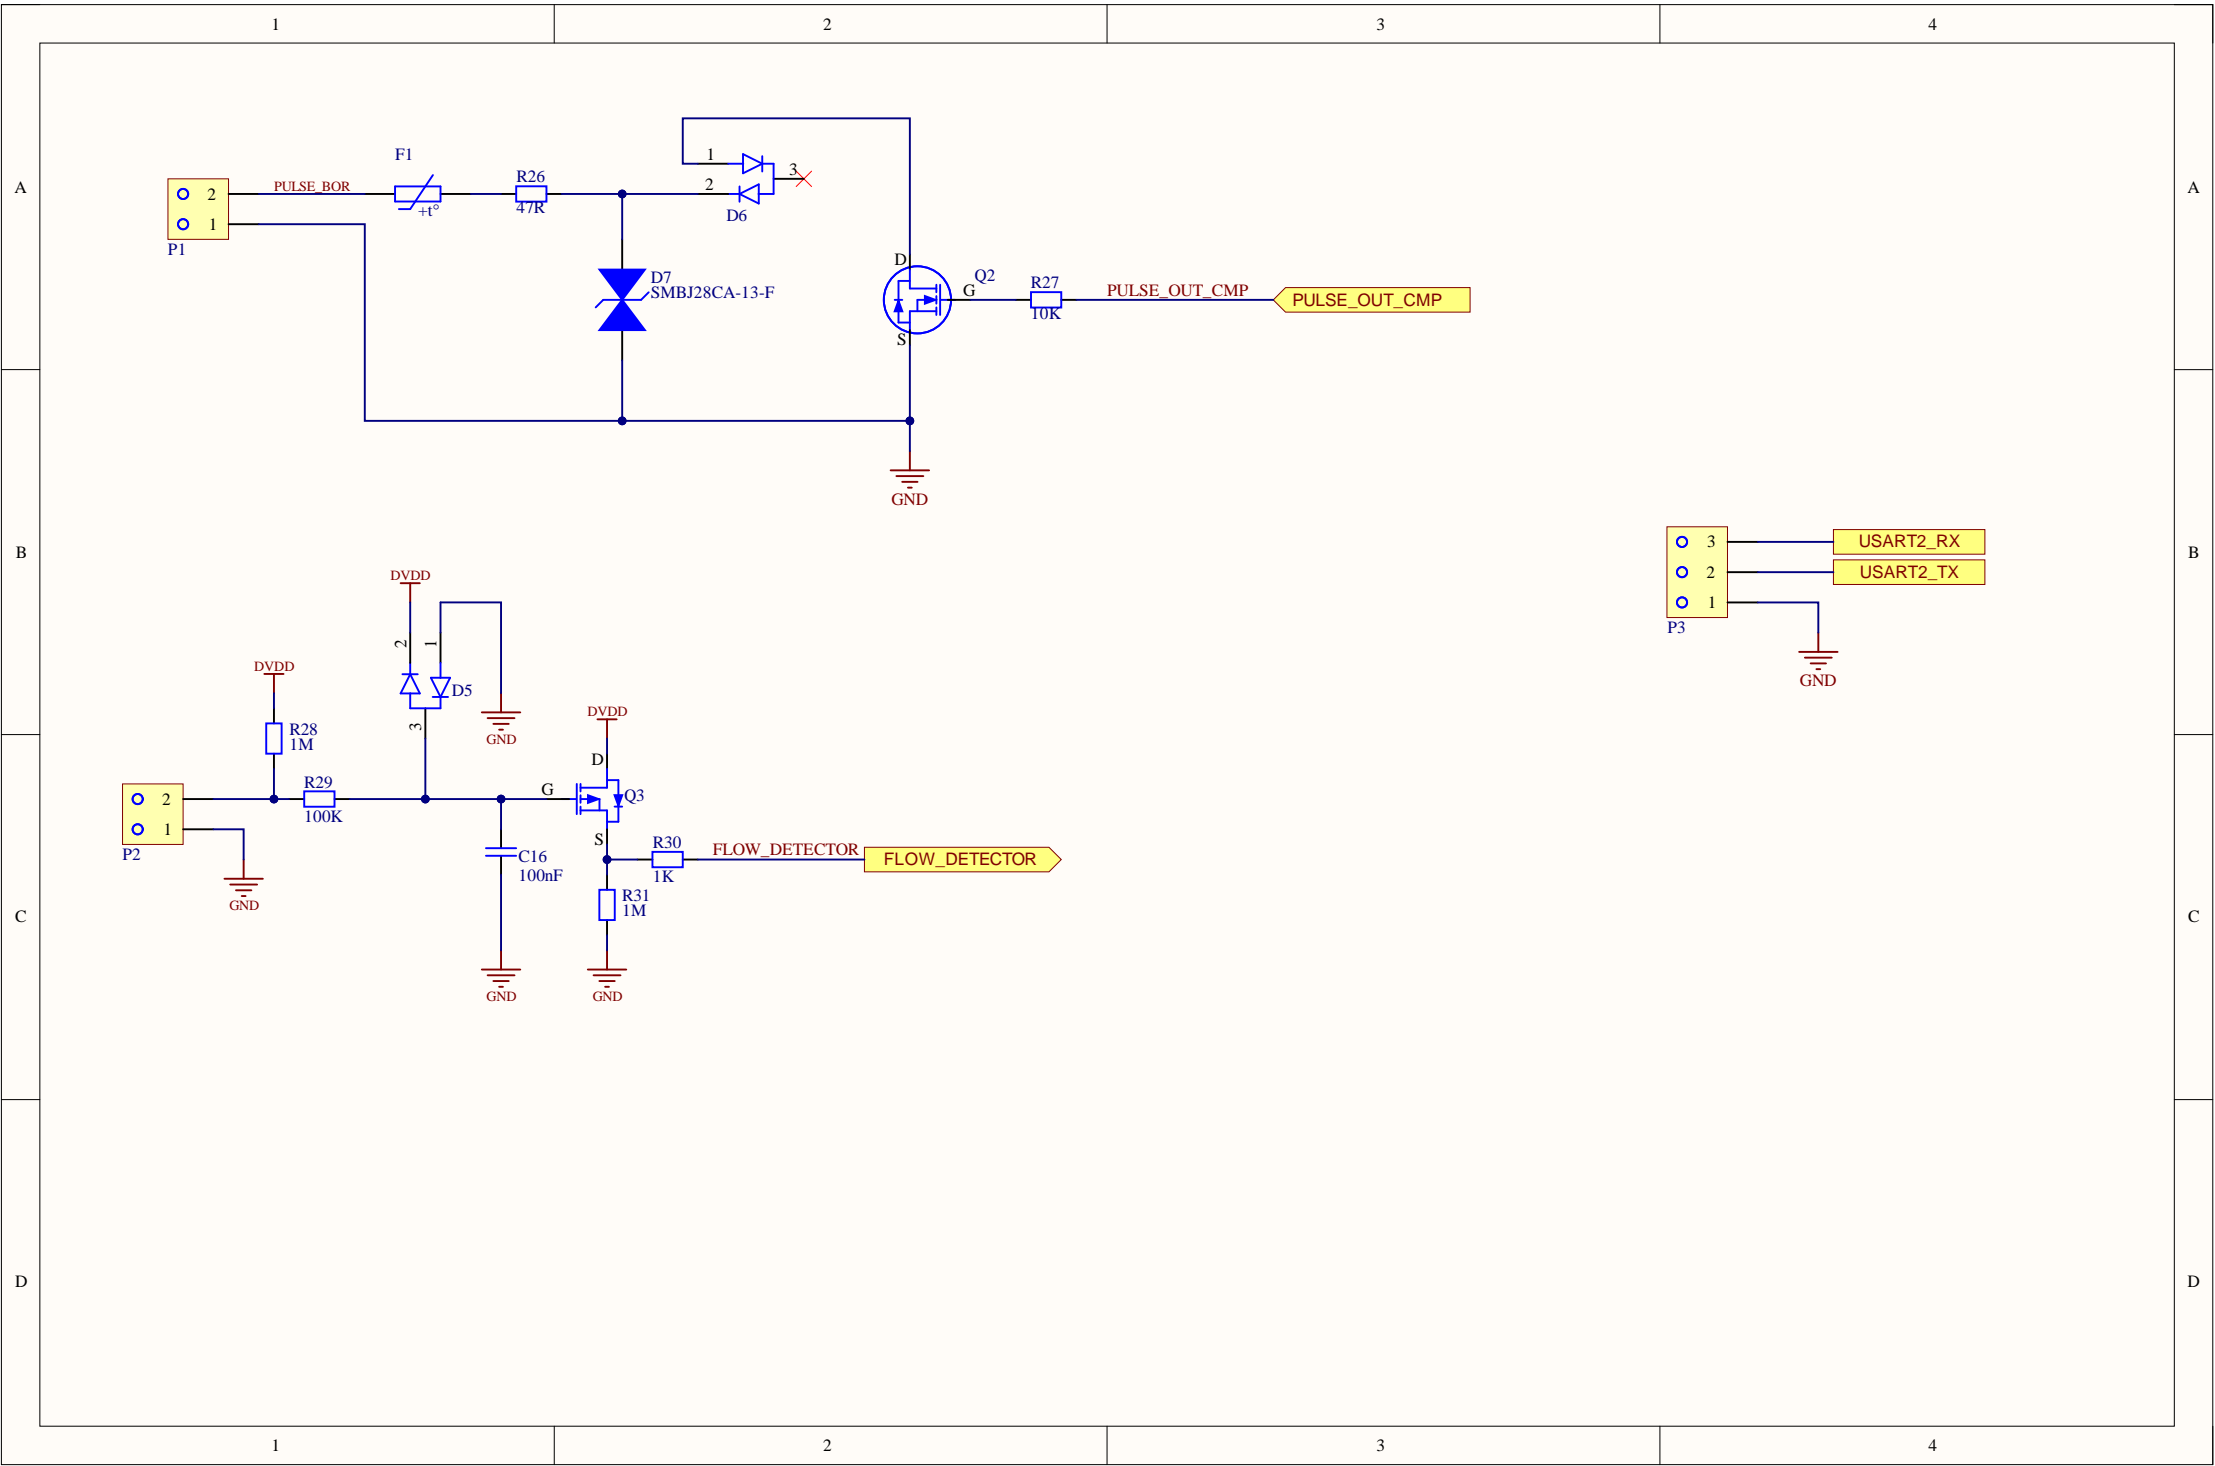 1 2 3 4
A A
F1
1
3
PULSE_BOR
R26
2
2
+t°
47R
D6
1
P1
D
D7
Q2
SMBJ28CA-13-F
R27
G
PULSE_OUT_CMP
PULSE_OUT_CMP
10K
S
GND
B B
3 USART2_RX
2 USART2_TX
1
P3
GND
DVDD
2
1
DVDD
D5
3
GND
DVDD
R28
1M
D
R29
2
G
Q3
100K
1
P2
S
R30
FLOW_DETECTOR
FLOW_DETECTOR
1K
C16
100nF
R31
1M
GND
C C
GND
GND
D D
1 2 3 4